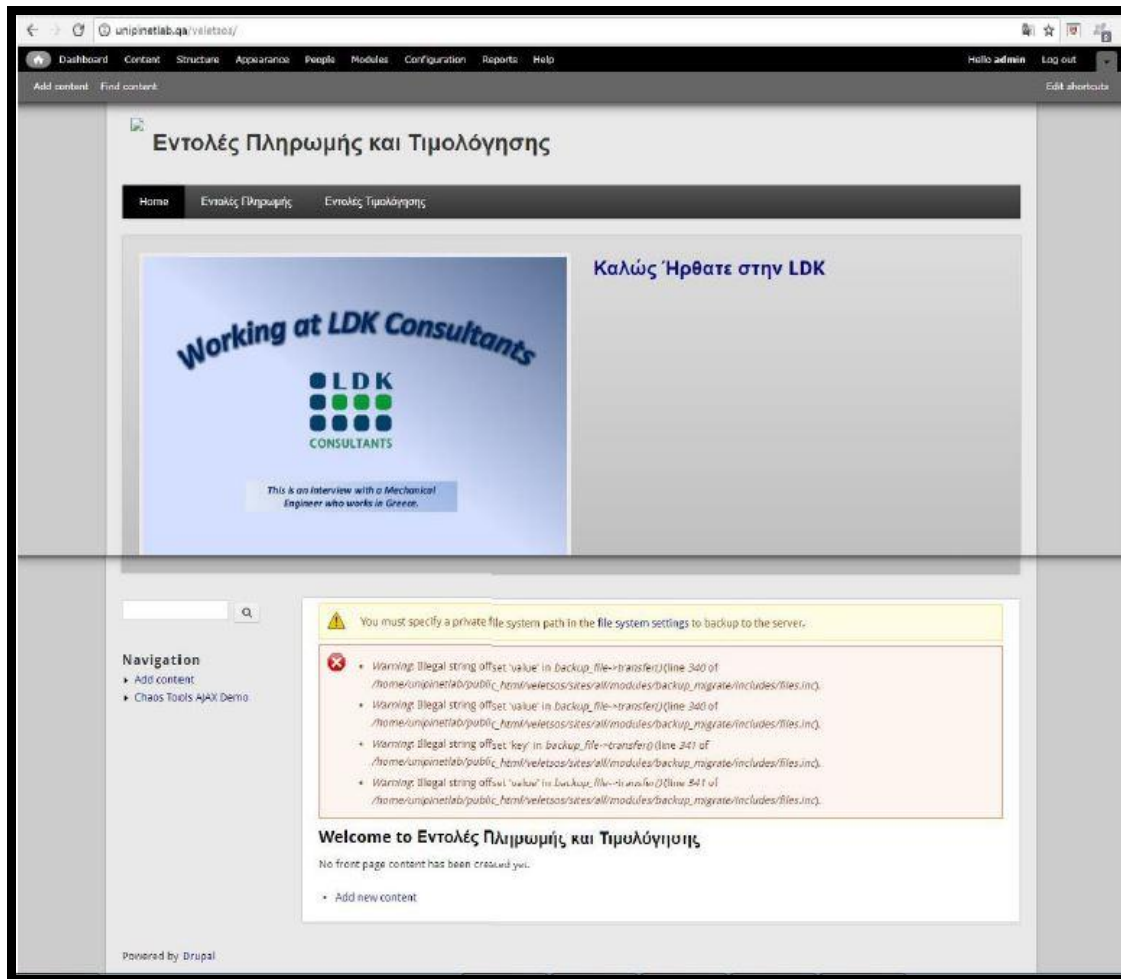 unipinetlab.ga/veletsos/
Dashboard Content Structure Appearance People Modules Configuration Reports Help Hello admin Log out
Add content Find content Edit shortcuts
Εντολές Πληρωμής και Τιμολόγησης
Home Εντολές Πληρωμής Εντολές Τιμολόγησης
Working at LDK Consultants
LDK
CONSULTANTS
This is an interview with a Mechanical
Engineer who works in Greece.
Καλώς Ήρθατε στην LDK
You must specify a private file system path in the file system settings to backup to the server.
Navigation
Add content
Chaos Tools AJAX Demo
Warning: Illegal string offset 'value' in backup_file->transfer() (line 340 of
/home/unipinetlab/public_html/veletsos/sites/all/modules/backup_migrate/includes/files.inc).
Warning: Illegal string offset 'value' in backup_file->transfer() (line 340 of
/home/unipinetlab/public_html/veletsos/sites/all/modules/backup_migrate/includes/files.inc).
Warning: Illegal string offset 'key' in backup_file->transfer() (line 341 of
/home/unipinetlab/public_html/veletsos/sites/all/modules/backup_migrate/includes/files.inc).
Warning: Illegal string offset 'value' in backup_file->transfer() (line 341 of
/home/unipinetlab/public_html/veletsos/sites/all/modules/backup_migrate/includes/files.inc).
Welcome to Εντολές Πληρωμής και Τιμολόγησης
No front page content has been created yet.
Add new content
Powered by Drupal